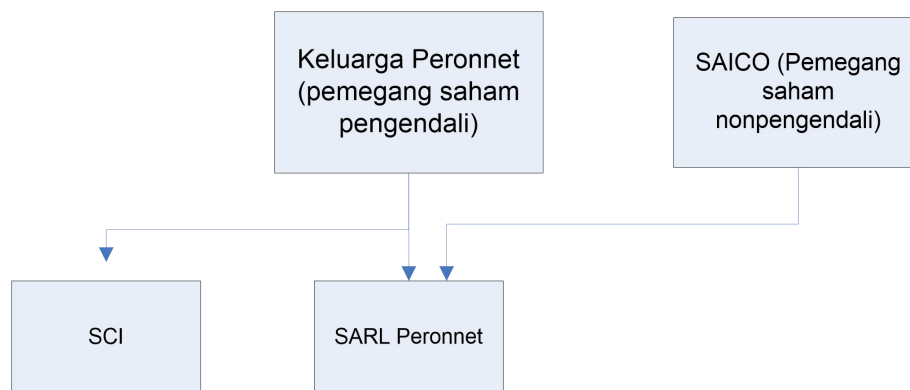 Keluarga Peronnet
(pemegang saham
pengendali)
SAICO (Pemegang
saham
nonpengendali)
SCI
SARL Peronnet